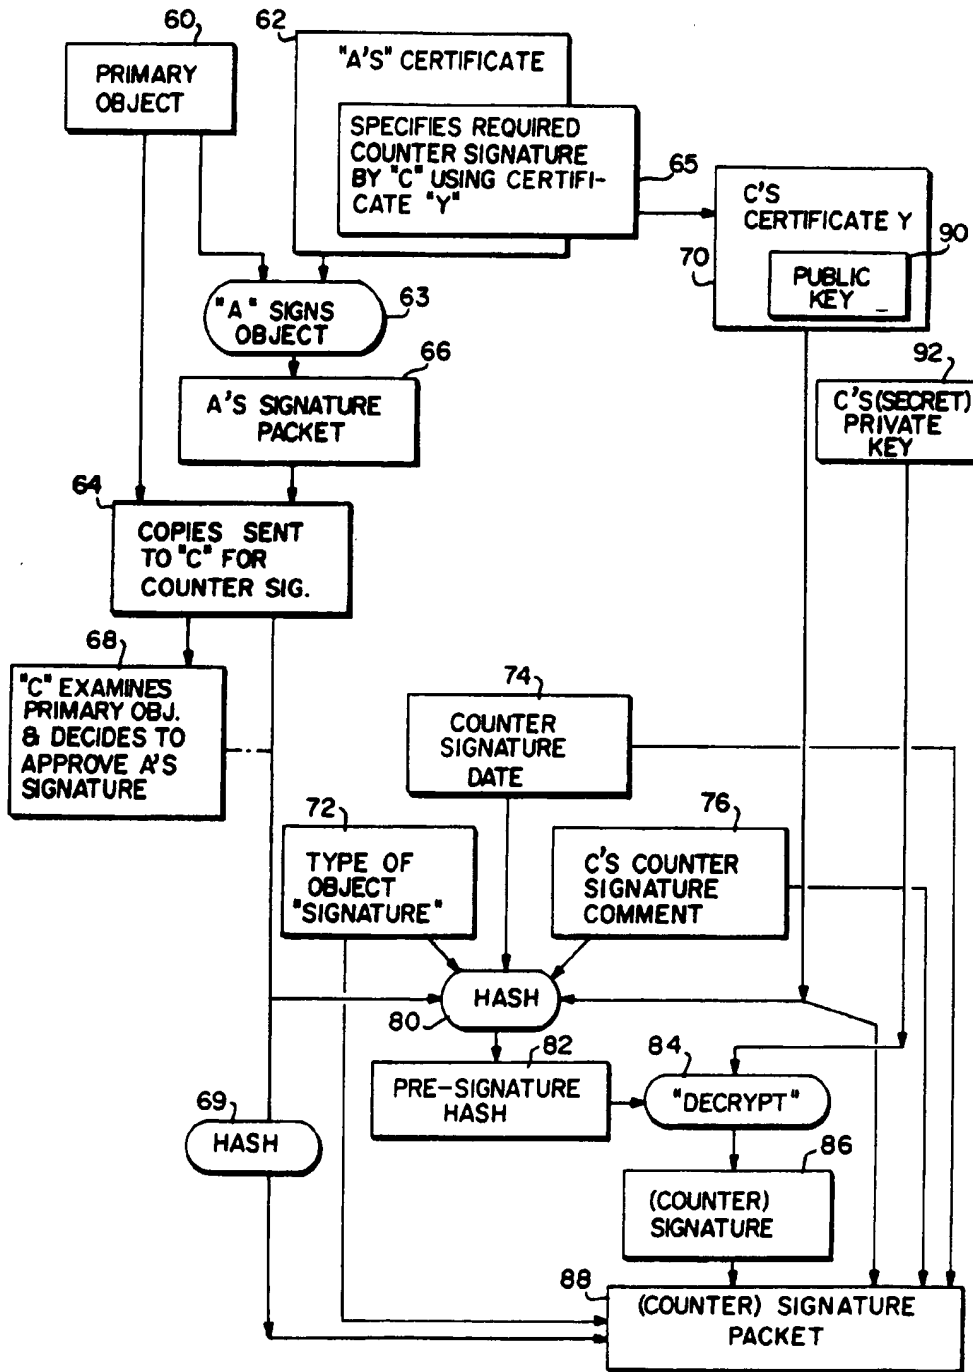 60
PRIMARY
OBJECT
62
"A'S" CERTIFICATE
SPECIFIES REQUIRED
COUNTER SIGNATURE
BY "C" USING CERTIFI-
CATE "Y"
65
C'S
CERTIFICATE Y
90
70
PUBLIC
KEY
"A" SIGNS
OBJECT
63
66
A'S SIGNATURE
PACKET
92
C'S (SECRET)
PRIVATE
KEY
64
COPIES SENT
TO "C" FOR
COUNTER SIG.
68
"C" EXAMINES
PRIMARY OBJ.
& DECIDES TO
APPROVE A'S
SIGNATURE
74
COUNTER
SIGNATURE
DATE
72
TYPE OF
OBJECT
"SIGNATURE"
76
C'S COUNTER
SIGNATURE
COMMENT
HASH
80
82
PRE-SIGNATURE
HASH
84
"DECRYPT"
69
HASH
86
(COUNTER)
SIGNATURE
88
(COUNTER) SIGNATURE
PACKET